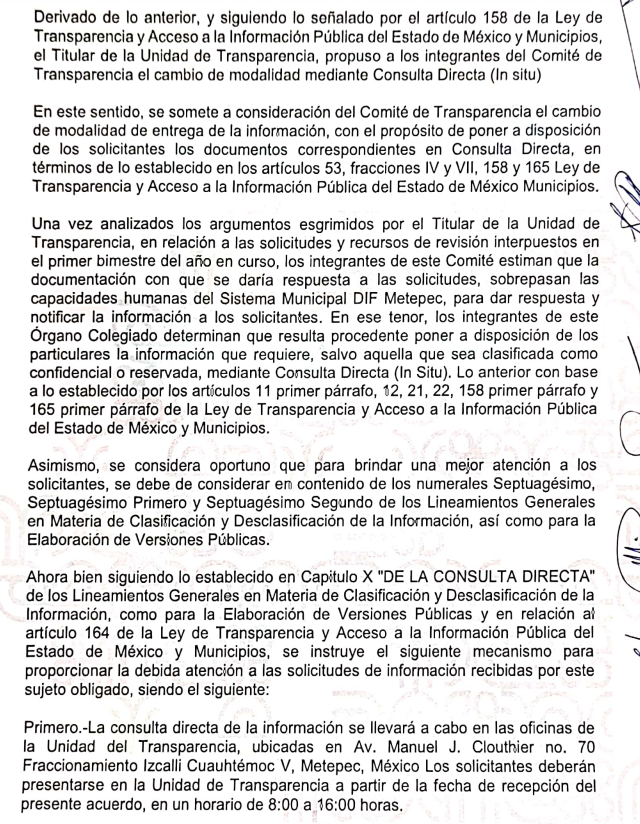 Derivado de lo anterior, y siguiendo lo señalado por el artículo 158 de la Ley de
Transparencia y Acceso a la Información Pública del Estado de México y Municipios,
el Titular de la Unidad de Transparencia, propuso a los integrantes del Comité de
Transparencia el cambio de modalidad mediante Consulta Directa (In situ)
En este sentido, se somete a consideración del Comité de Transparencia el cambio
de modalidad de entrega de la información, con el propósito de poner a disposición
de los solicitantes los documentos correspondientes en Consulta Directa, en
términos de lo establecido en los artículos 53, fracciones IV y VII, 158 y 165 Ley de
Transparencia y Acceso a la Información Pública del Estado de México Municipios.
Una vez analizados los argumentos esgrimidos por el Titular de la Unidad de
Transparencia, en relación a las solicitudes y recursos de revisión interpuestos en
el primer bimestre del año en curso, los integrantes de este Comité estiman que la
documentación con que se daría respuesta a las solicitudes, sobrepasan las
capacidades humanas del Sistema Municipal DIF Metepec, para dar respuesta y
notificar la información a los solicitantes. En ese tenor, los integrantes de este
Órgano Colegiado determinan que resulta procedente poner a disposición de los
particulares la información que requiere, salvo aquella que sea clasificada como
confidencial o reservada, mediante Consulta Directa (In Situ). Lo anterior con base
a lo establecido por los artículos 11 primer párrafo, 12, 21, 22, 158 primer párrafo y
165 primer párrafo de la Ley de Transparencia y Acceso a la Información Pública
del Estado de México y Municipios.
Asimismo, se considera oportuno que para brindar una mejor atención a los
solicitantes, se debe de considerar en contenido de los numerales Septuagésimo,
Septuagésimo Primero y Septuagésimo Segundo de los Lineamientos Generales
en Materia de Clasificación y Desclasificación de la Información, así como para la
Elaboración de Versiones Públicas.
Ahora bien siguiendo lo establecido en Capitulo X "DE LA CONSULTA DIRECTA"
de los Lineamientos Generales en Materia de Clasificación y Desclasificación de la
Información, como para la Elaboración de Versiones Públicas y en relación al
artículo 164 de la Ley de Transparencia y Acceso a la Información Pública del
Estado de México y Municipios, se instruye el siguiente mecanismo para
proporcionar la debida atención a las solicitudes de información recibidas por este
sujeto obligado, siendo el siguiente:
Primero.-La consulta directa de la información se llevará a cabo en las oficinas de
la Unidad del Transparencia, ubicadas en Av. Manuel J. Clouthier no. 70
Fraccionamiento Izcalli Cuauhtémoc V, Metepec, México Los solicitantes deberán
presentarse en la Unidad de Transparencia a partir de la fecha de recepción del
presente acuerdo, en un horario de 8:00 a 16:00 horas.